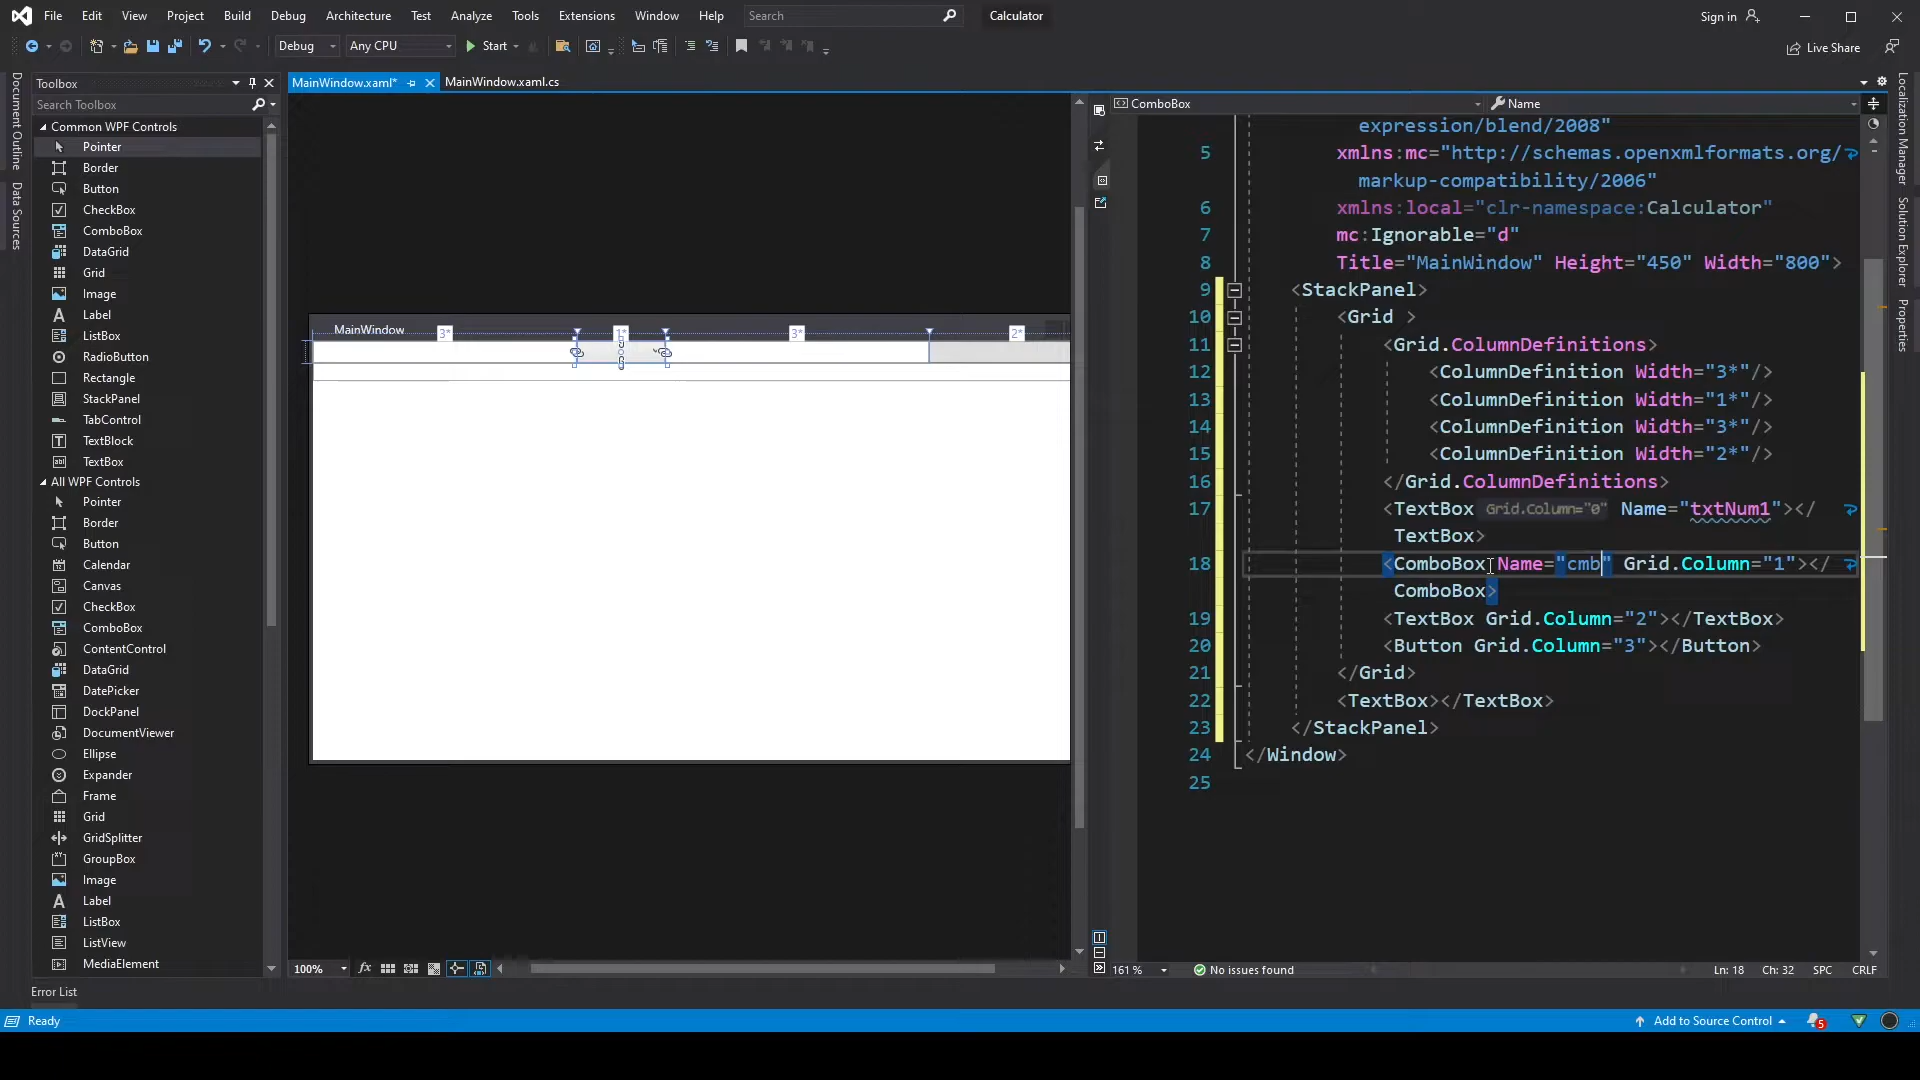 File Edit View Project Build Debug Architecture Test Analyze Tools Extensions Window Help Search Calculator Sign in
Debug Any CPU Start Live Share
Toolbox
Search Toolbox
Common WPF Controls
Pointer
Border
Button
CheckBox
ComboBox
DataGrid
Grid
Image
Label
ListBox
RadioButton
Rectangle
StackPanel
TabControl
TextBlock
TextBox
All WPF Controls
Pointer
Border
Button
Calendar
Canvas
CheckBox
ComboBox
ContentControl
DataGrid
DatePicker
DockPanel
DocumentViewer
Ellipse
Expander
Frame
Grid
GridSplitter
GroupBox
Image
Label
ListBox
ListView
MediaElement
Document Outline
Data Sources
MainWindow.xaml* MainWindow.xaml.cs
MainWindow
3* 1* 3* 2*
100%
ComboBox Name
expression/blend/2008"
5 xmlns:mc="http://schemas.openxmlformats.org/
markup-compatibility/2006"
6 xmlns:local="clr-namespace:Calculator"
7 mc:Ignorable="d"
8 Title="MainWindow" Height="450" Width="800">
9 <StackPanel>
10 <Grid >
11 <Grid.ColumnDefinitions>
12 <ColumnDefinition Width="3*"/>
13 <ColumnDefinition Width="1*"/>
14 <ColumnDefinition Width="3*"/>
15 <ColumnDefinition Width="2*"/>
16 </Grid.ColumnDefinitions>
17 <TextBox Grid.Column="0" Name="txtNum1"></
TextBox>
18 <ComboBox Name="cmb" Grid.Column="1"></
ComboBox>
19 <TextBox Grid.Column="2"></TextBox>
20 <Button Grid.Column="3"></Button>
21 </Grid>
22 <TextBox></TextBox>
23 </StackPanel>
24 </Window>
25
161 % No issues found Ln: 18 Ch: 32 SPC CRLF
Localization Manager
Solution Explorer
Properties
Error List
Ready Add to Source Control 5